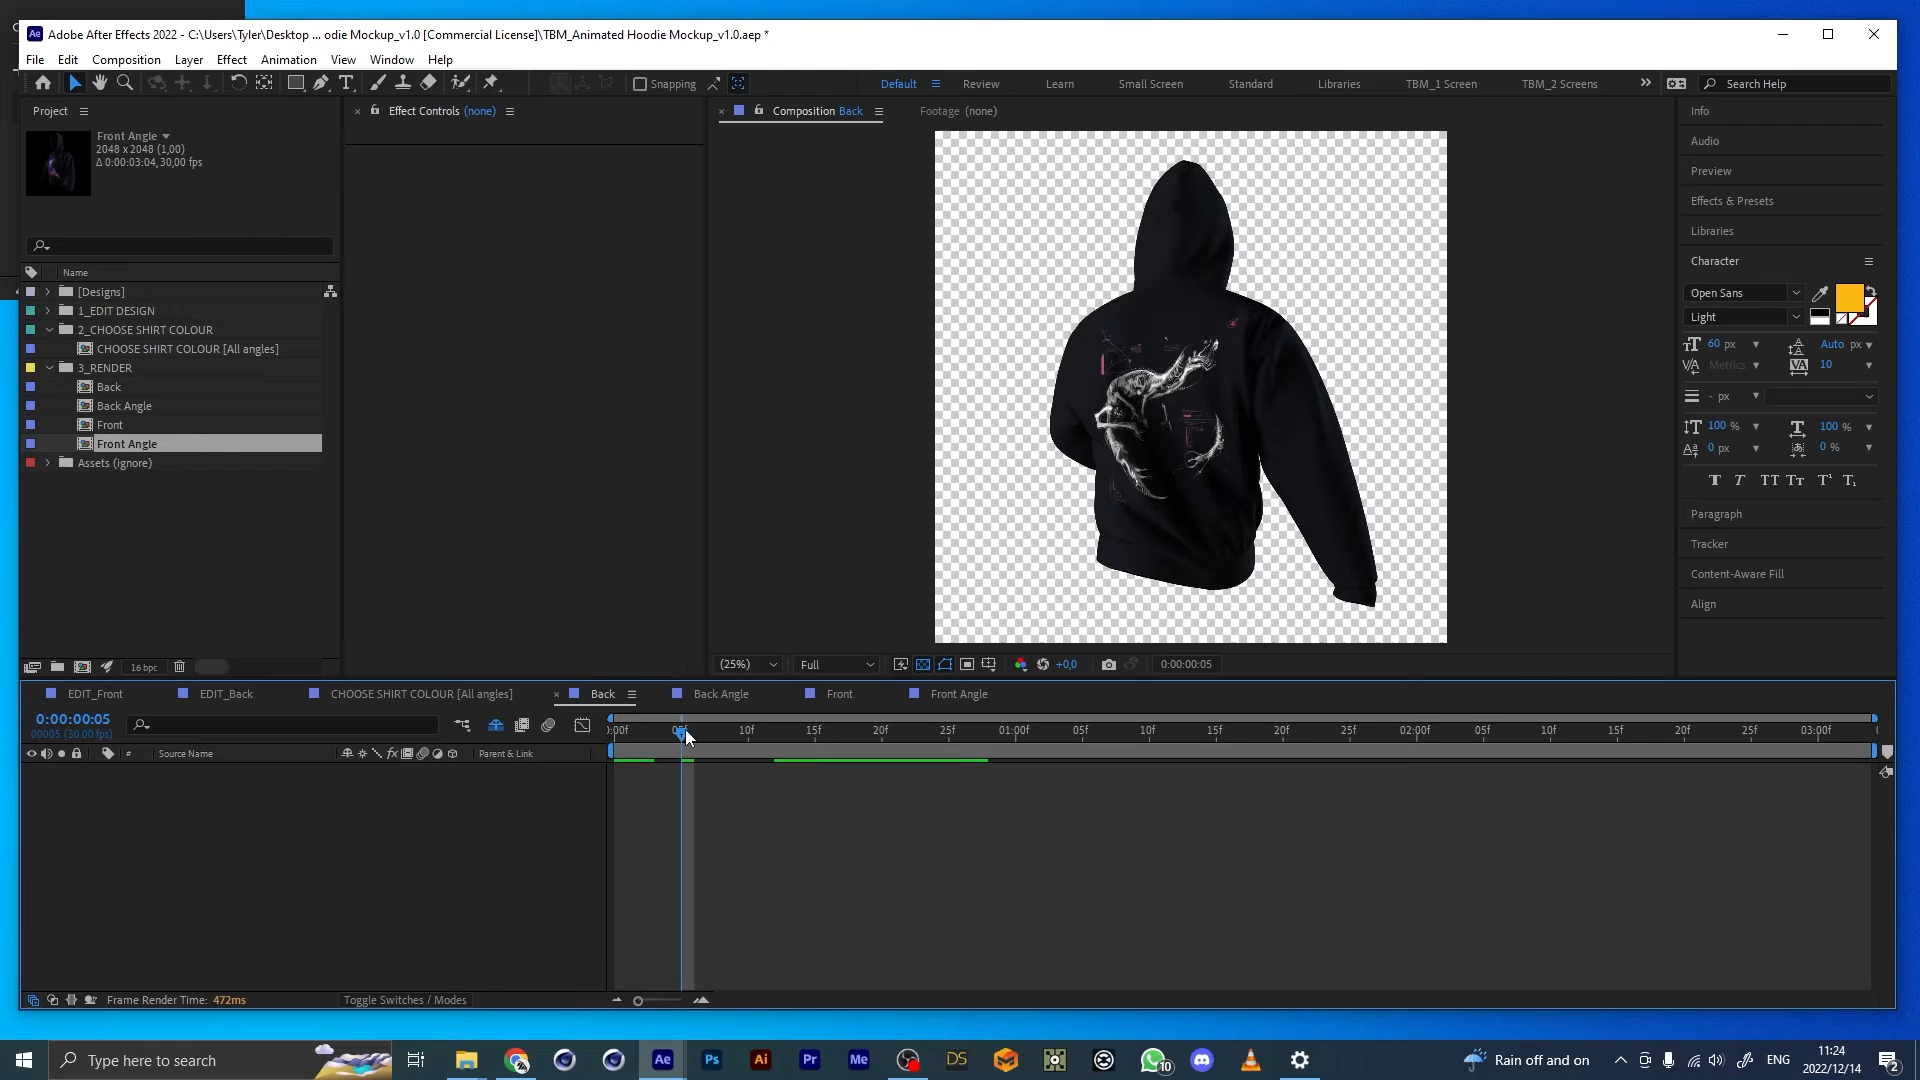 Adobe After Effects 2022 - C:\Users\Tyler\Desktop ... odie Mockup_v1.0 [Commercial License]\TBM_Animated Hoodie Mockup_v1.0.aep *
File Edit Composition Layer Effect Animation View Window Help
Snapping Default Review Learn Small Screen Standard Libraries TBM_1 Screen TBM_2 Screens Search Help
Project
Effect Controls (none)
Composition Back
Footage (none)
Front Angle
2048 x 2048 (1,00)
Δ 0:00:03:04, 30,00 fps
Name
[Designs]
1_EDIT DESIGN
2_CHOOSE SHIRT COLOUR
CHOOSE SHIRT COLOUR [All angles]
3_RENDER
Back
Back Angle
Front
Front Angle
Assets (ignore)
16 bpc
(25%) Full +0,0 0:00:00:05
Info
Audio
Preview
Effects & Presets
Libraries
Character
Open Sans
Light
60 px Auto px
Metrics 10
- px
100 % 100 %
0 px 0 %
Paragraph
Tracker
Content-Aware Fill
Align
EDIT_Front EDIT_Back CHOOSE SHIRT COLOUR [All angles] Back Back Angle Front Front Angle
0:00:00:05
00005 (30.00 fps)
):00f 05f 10f 15f 20f 25f 01:00f 05f 10f 15f 20f 25f 02:00f 05f 10f 15f 20f 25f 03:00f
# Source Name Parent & Link
Frame Render Time: 472ms Toggle Switches / Modes
Type here to search
Ae Ps Ai Pr Me DS 10
Rain off and on ENG
11:24
2022/12/14
2